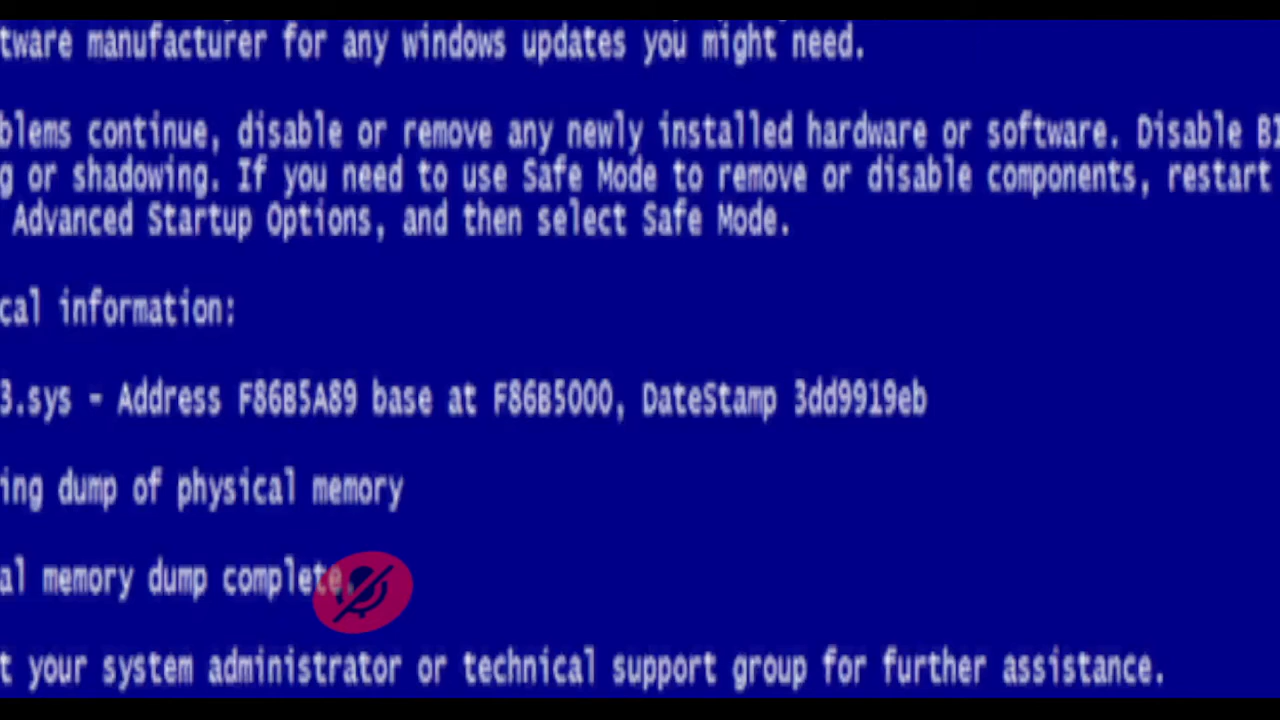 tware manufacturer for any windows updates you might need.
blems continue, disable or remove any newly installed hardware or software. Disable BI
g or shadowing. If you need to use Safe Mode to remove or disable components, restart
Advanced Startup Options, and then select Safe Mode.
cal information:
3.sys - Address F86B5A89 base at F86B5000, DateStamp 3dd9919eb
ing dump of physical memory
al memory dump complete.
t your system administrator or technical support group for further assistance.